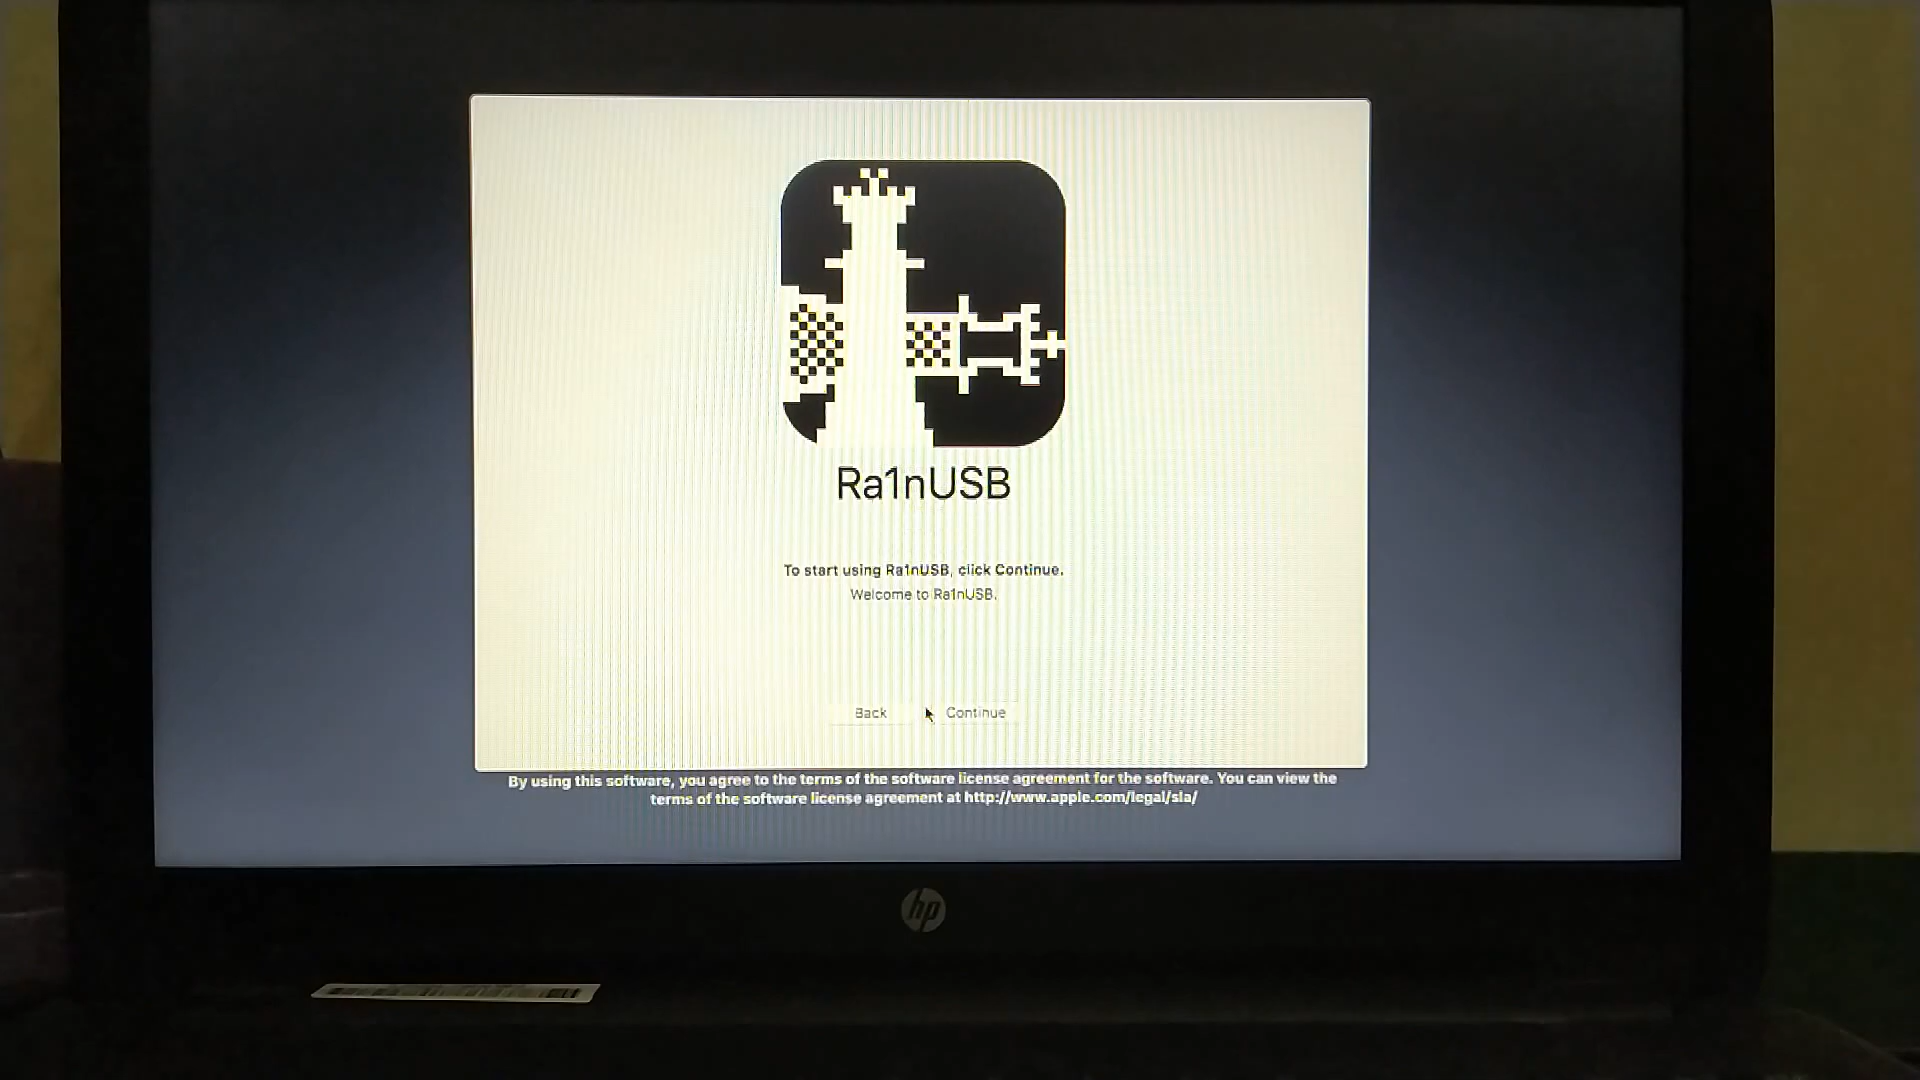 Ra1nUSB
To start using Ra1nUSB, click Continue.
Welcome to Ra1nUSB.
Back
Continue
By using this software, you agree to the terms of the software license agreement for the software. You can view the
terms of the software license agreement at http://www.apple.com/legal/sla/
hp